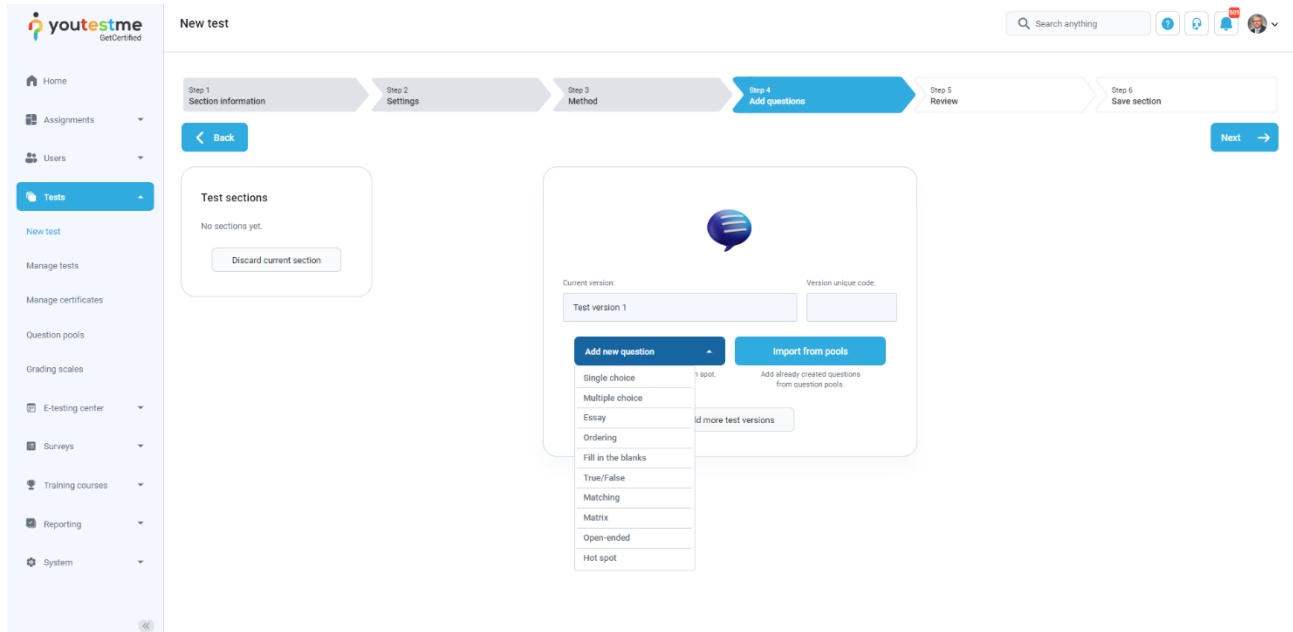 youtestme
GetCertified
New test
Search anything
?
505
Home
Assignments
Users
Tests
New test
Manage tests
Manage certificates
Question pools
Grading scales
E-testing center
Surveys
Training courses
Reporting
System
Step 1
Section information
Step 2
Settings
Step 3
Method
Step 4
Add questions
Step 5
Review
Step 6
Save section
Back
Next
Test sections
No sections yet.
Discard current section
Current version:
Version unique code:
Test version 1
Add new question
Import from pools
spot.
Add already created questions
from question pools.
more test versions
Single choice
Multiple choice
Essay
Ordering
Fill in the blanks
True/False
Matching
Matrix
Open-ended
Hot spot